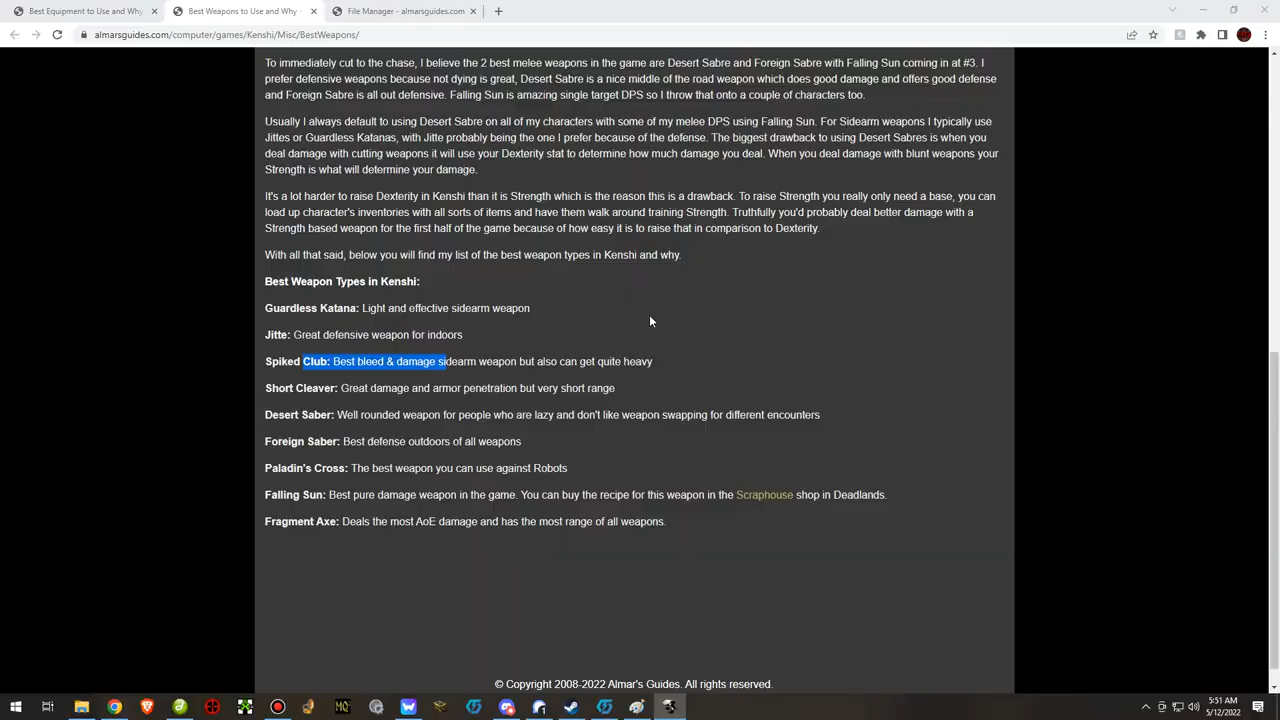 Best Equipment to Use and Why
Best Weapons to Use and Why -
File Manager - almarsguides.com
almarsguides.com/computer/games/Kenshi/Misc/BestWeapons/
To immediately cut to the chase, I believe the 2 best melee weapons in the game are Desert Sabre and Foreign Sabre with Falling Sun coming in at #3. I
prefer defensive weapons because not dying is great, Desert Sabre is a nice middle of the road weapon which does good damage and offers good defense
and Foreign Sabre is all out defensive. Falling Sun is amazing single target DPS so I throw that onto a couple of characters too.
Usually I always default to using Desert Sabre on all of my characters with some of my melee DPS using Falling Sun. For Sidearm weapons I typically use
Jittes or Guardless Katanas, with Jitte probably being the one I prefer because of the defense. The biggest drawback to using Desert Sabres is when you
deal damage with cutting weapons it will use your Dexterity stat to determine how much damage you deal. When you deal damage with blunt weapons your
Strength is what will determine your damage.
It's a lot harder to raise Dexterity in Kenshi than it is Strength which is the reason this is a drawback. To raise Strength you really only need a base, you can
load up character's inventories with all sorts of items and have them walk around training Strength. Truthfully you'd probably deal better damage with a
Strength based weapon for the first half of the game because of how easy it is to raise that in comparison to Dexterity.
With all that said, below you will find my list of the best weapon types in Kenshi and why.
Best Weapon Types in Kenshi:
Guardless Katana: Light and effective sidearm weapon
Jitte: Great defensive weapon for indoors
Spiked Club: Best bleed & damage sidearm weapon but also can get quite heavy
Short Cleaver: Great damage and armor penetration but very short range
Desert Saber: Well rounded weapon for people who are lazy and don't like weapon swapping for different encounters
Foreign Saber: Best defense outdoors of all weapons
Paladin's Cross: The best weapon you can use against Robots
Falling Sun: Best pure damage weapon in the game. You can buy the recipe for this weapon in the Scraphouse shop in Deadlands.
Fragment Axe: Deals the most AoE damage and has the most range of all weapons.
© Copyright 2008-2022 Almar's Guides. All rights reserved.
MQ
5:51 AM
5/12/2022